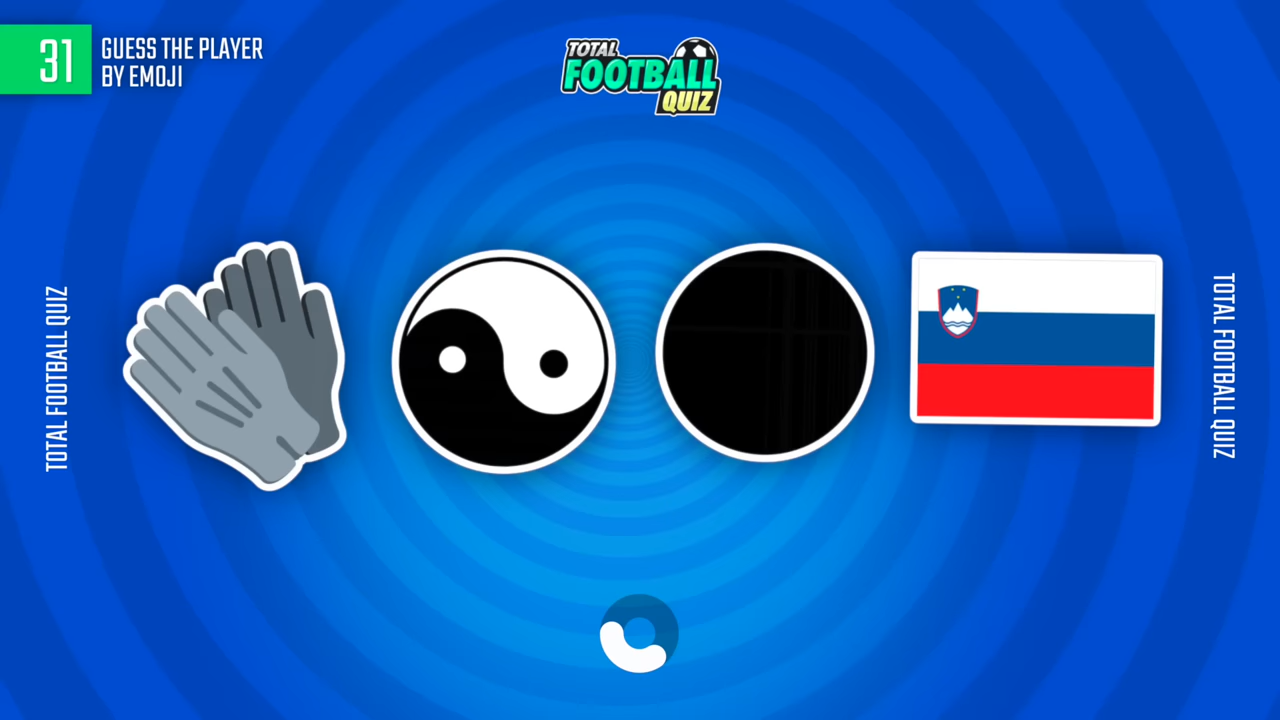 31
GUESS THE PLAYER
BY EMOJI
TOTAL
FOOTBALL
QUIZ
TOTAL FOOTBALL QUIZ
TOTAL FOOTBALL QUIZ